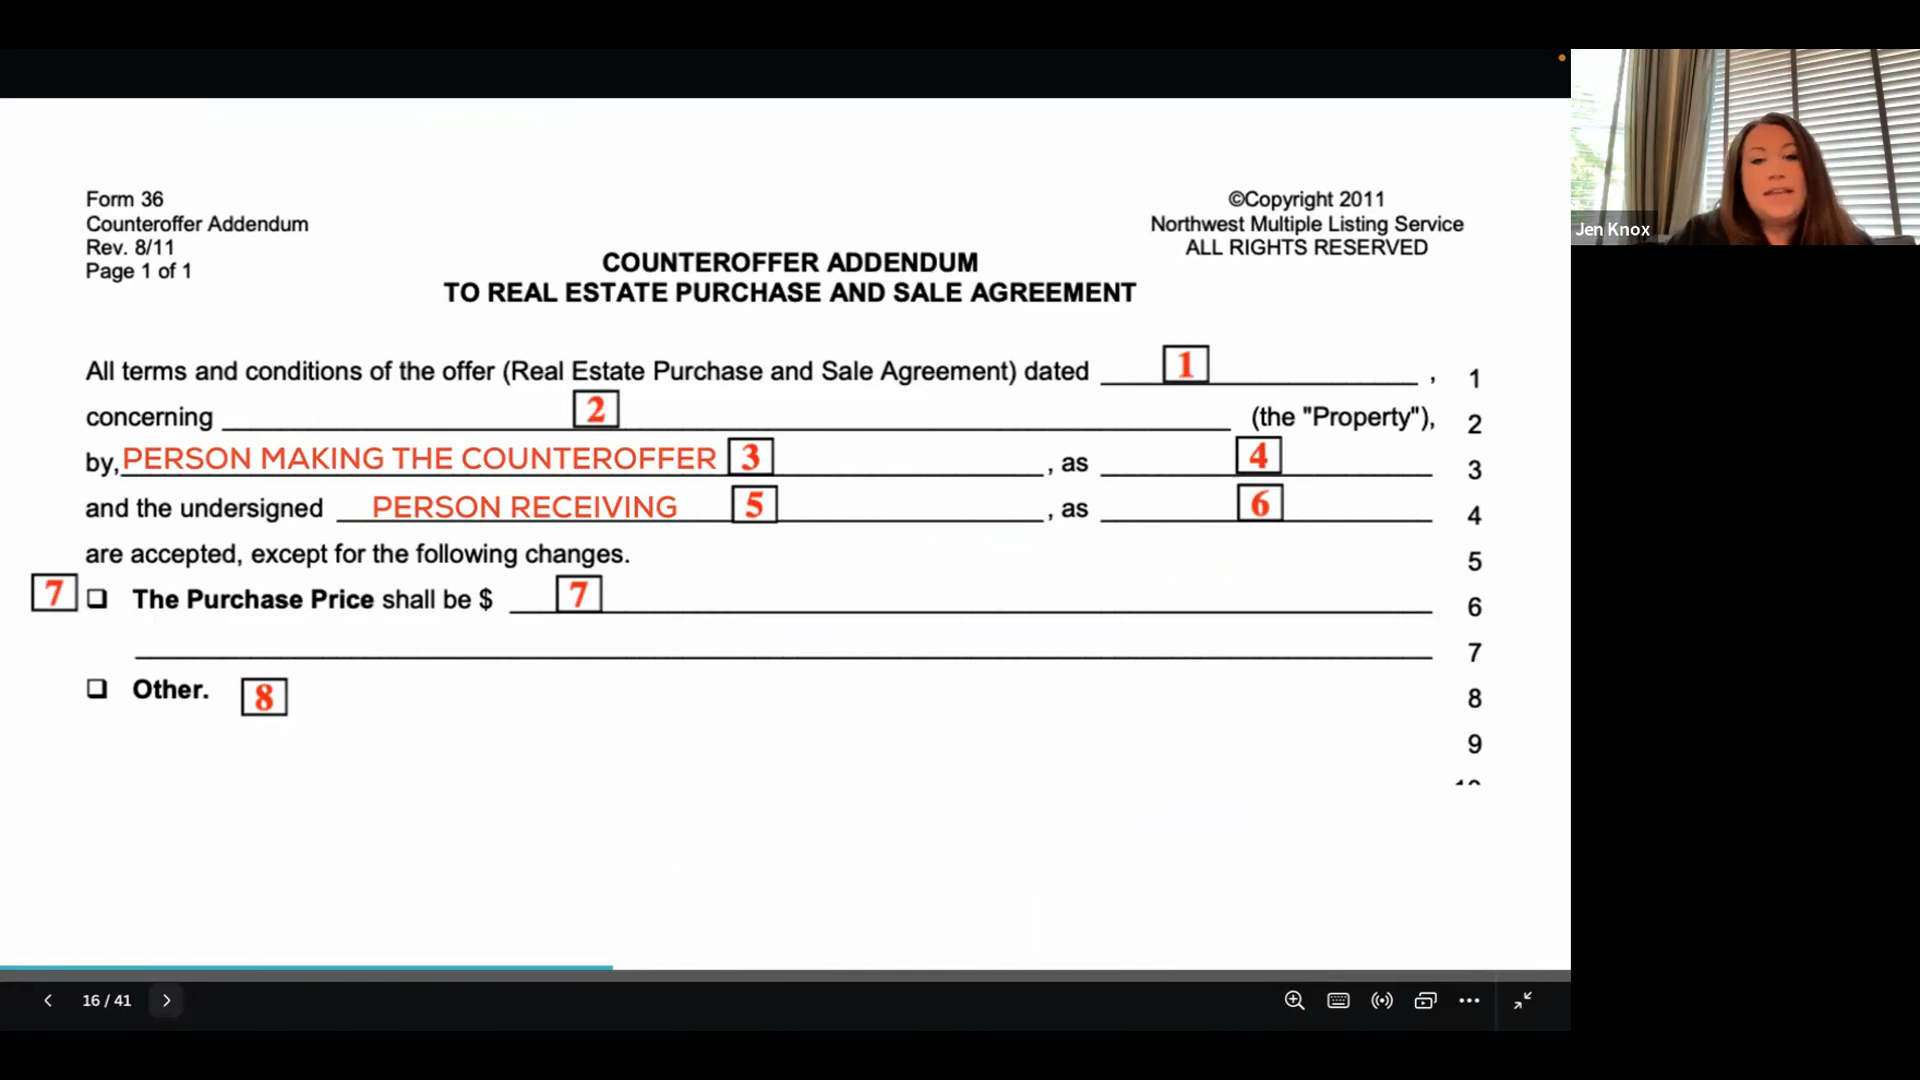 Form 36
Counteroffer Addendum
Rev. 8/11
Page 1 of 1
©Copyright 2011
Northwest Multiple Listing Service
ALL RIGHTS RESERVED
COUNTEROFFER ADDENDUM
TO REAL ESTATE PURCHASE AND SALE AGREEMENT
All terms and conditions of the offer (Real Estate Purchase and Sale Agreement) dated 1 , 1
concerning 2 (the "Property"), 2
by, PERSON MAKING THE COUNTEROFFER 3 , as 4 3
and the undersigned PERSON RECEIVING 5 , as 6 4
are accepted, except for the following changes. 5
7 ❑ The Purchase Price shall be $ 7 6
7
❑ Other. 8 8
9
16 / 41
Jen Knox